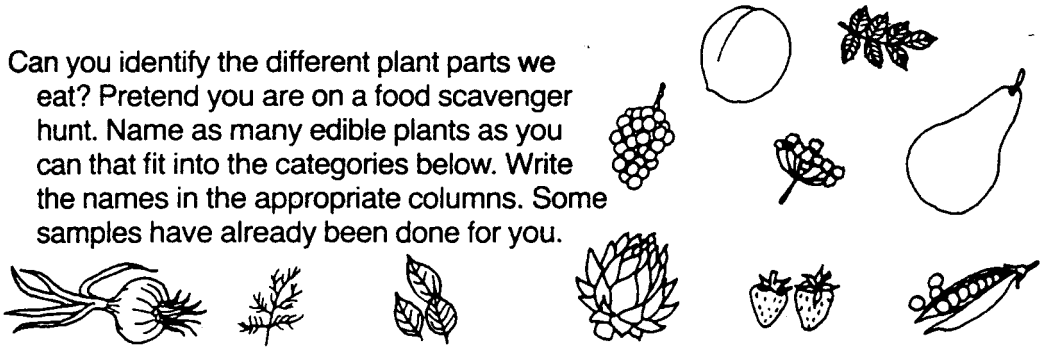 Can you identify the different plant parts we
eat? Pretend you are on a food scavenger
hunt. Name as many edible plants as you
can that fit into the categories below. Write
the names in the appropriate columns. Some
samples have already been done for you.